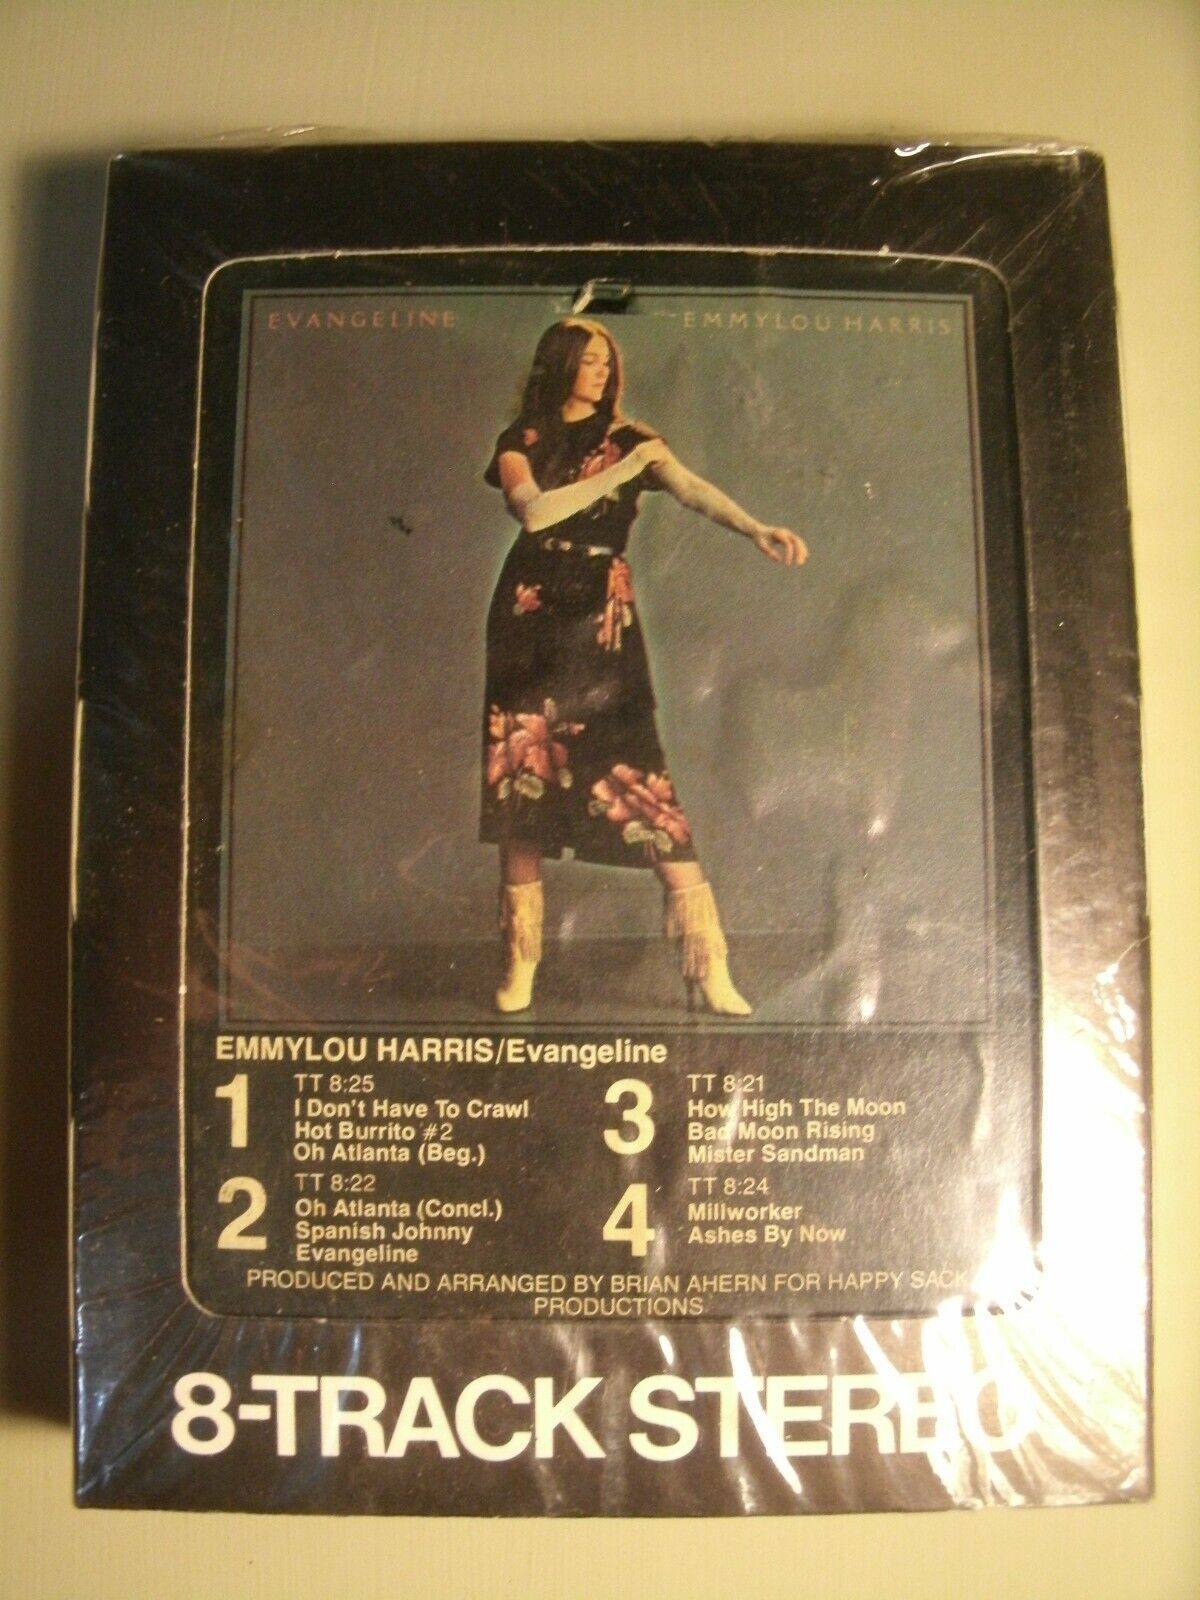 EVANGELINE
EMMYLOU HARRIS
EMMYLOU HARRIS/Evangeline
1
TT 8:25
I Don't Have To Crawl
Hot Burrito #2
Oh Atlanta (Beg.)
2
TT 8:22
Oh Atlanta (Concl.)
Spanish Johnny
Evangeline
3
TT 8:21
How High The Moon
Bad Moon Rising
Mister Sandman
4
TT 8:24
Millworker
Ashes By Now
PRODUCED AND ARRANGED BY BRIAN AHERN FOR HAPPY SACK
PRODUCTIONS
8-TRACK STEREO